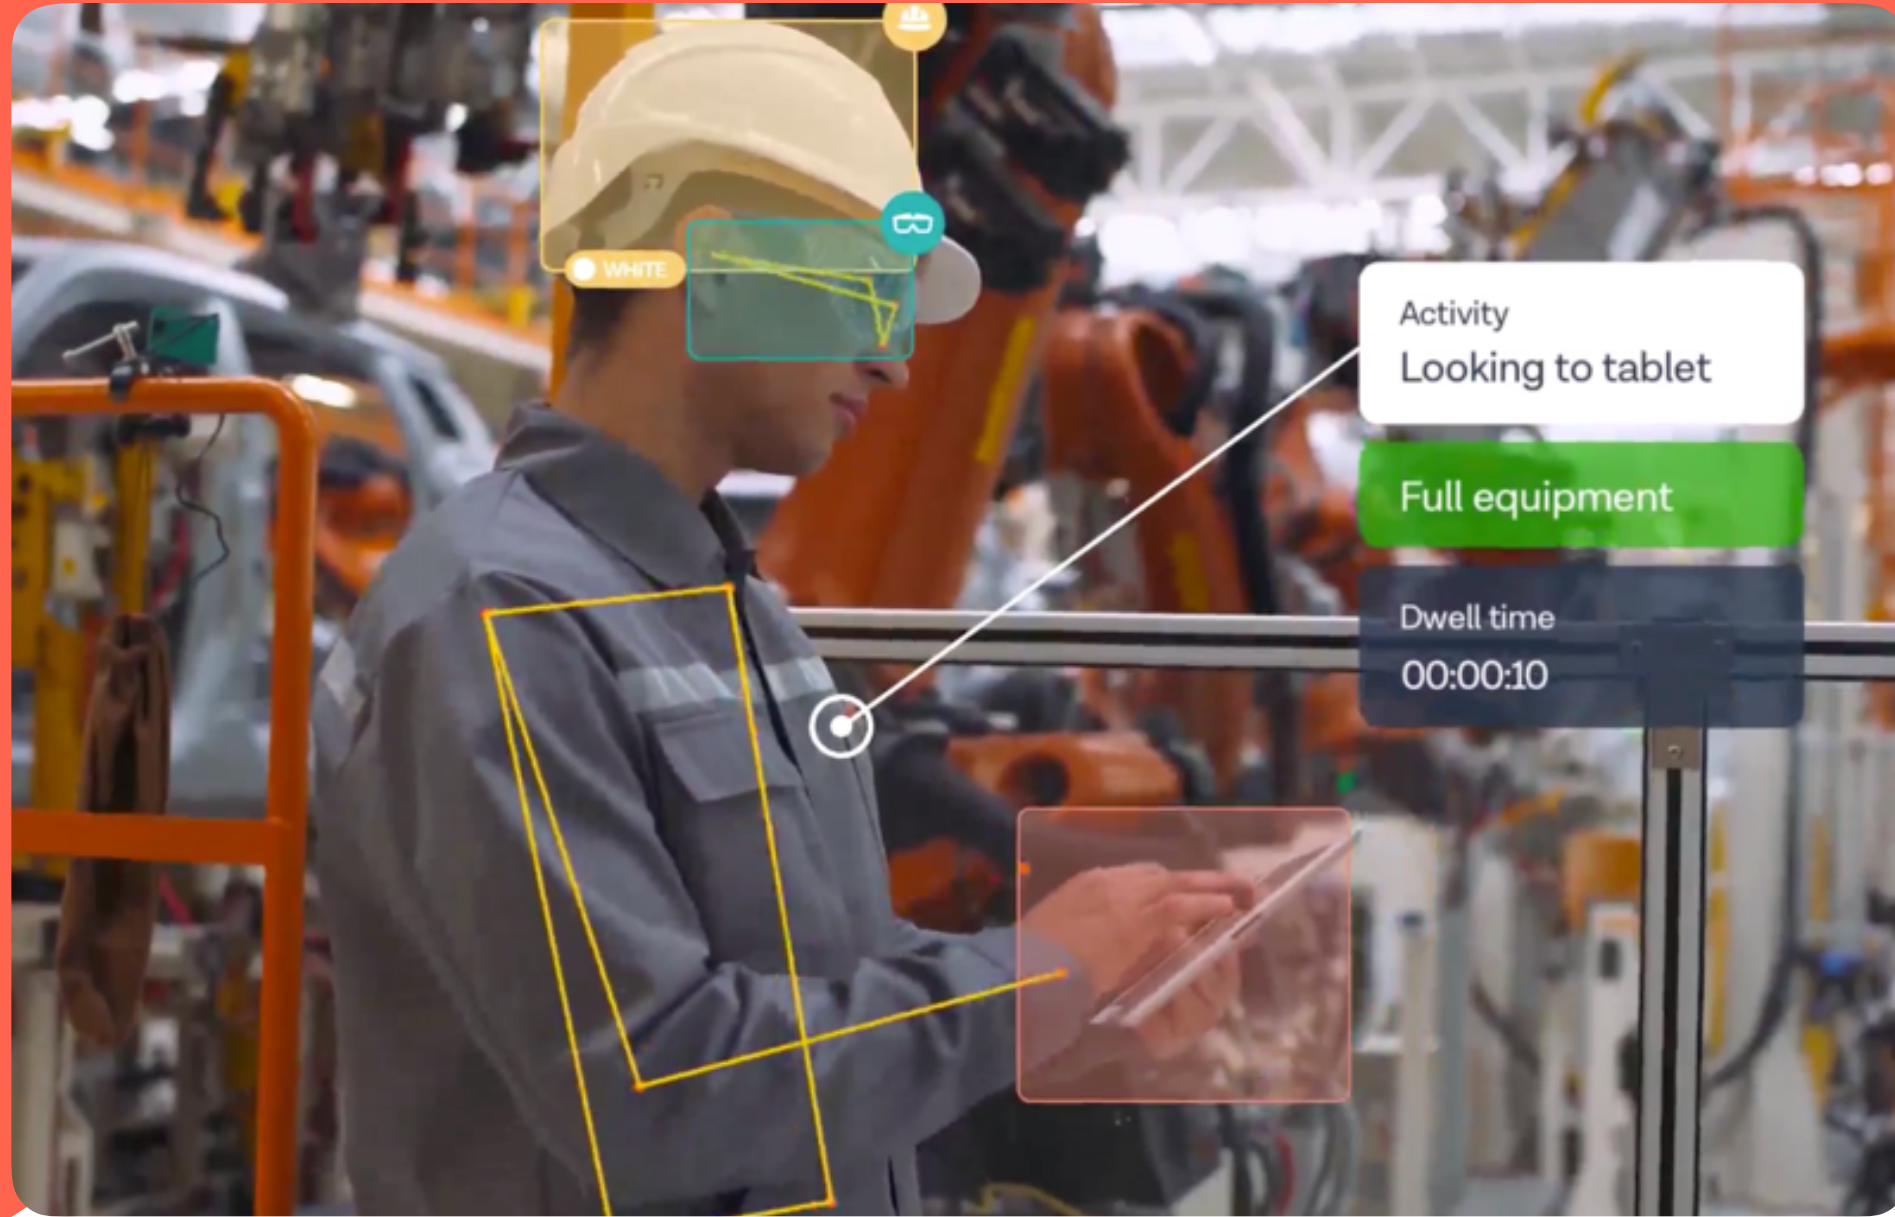 WHITE
Activity
Looking to tablet
Full equipment
Dwell time
00:00:10